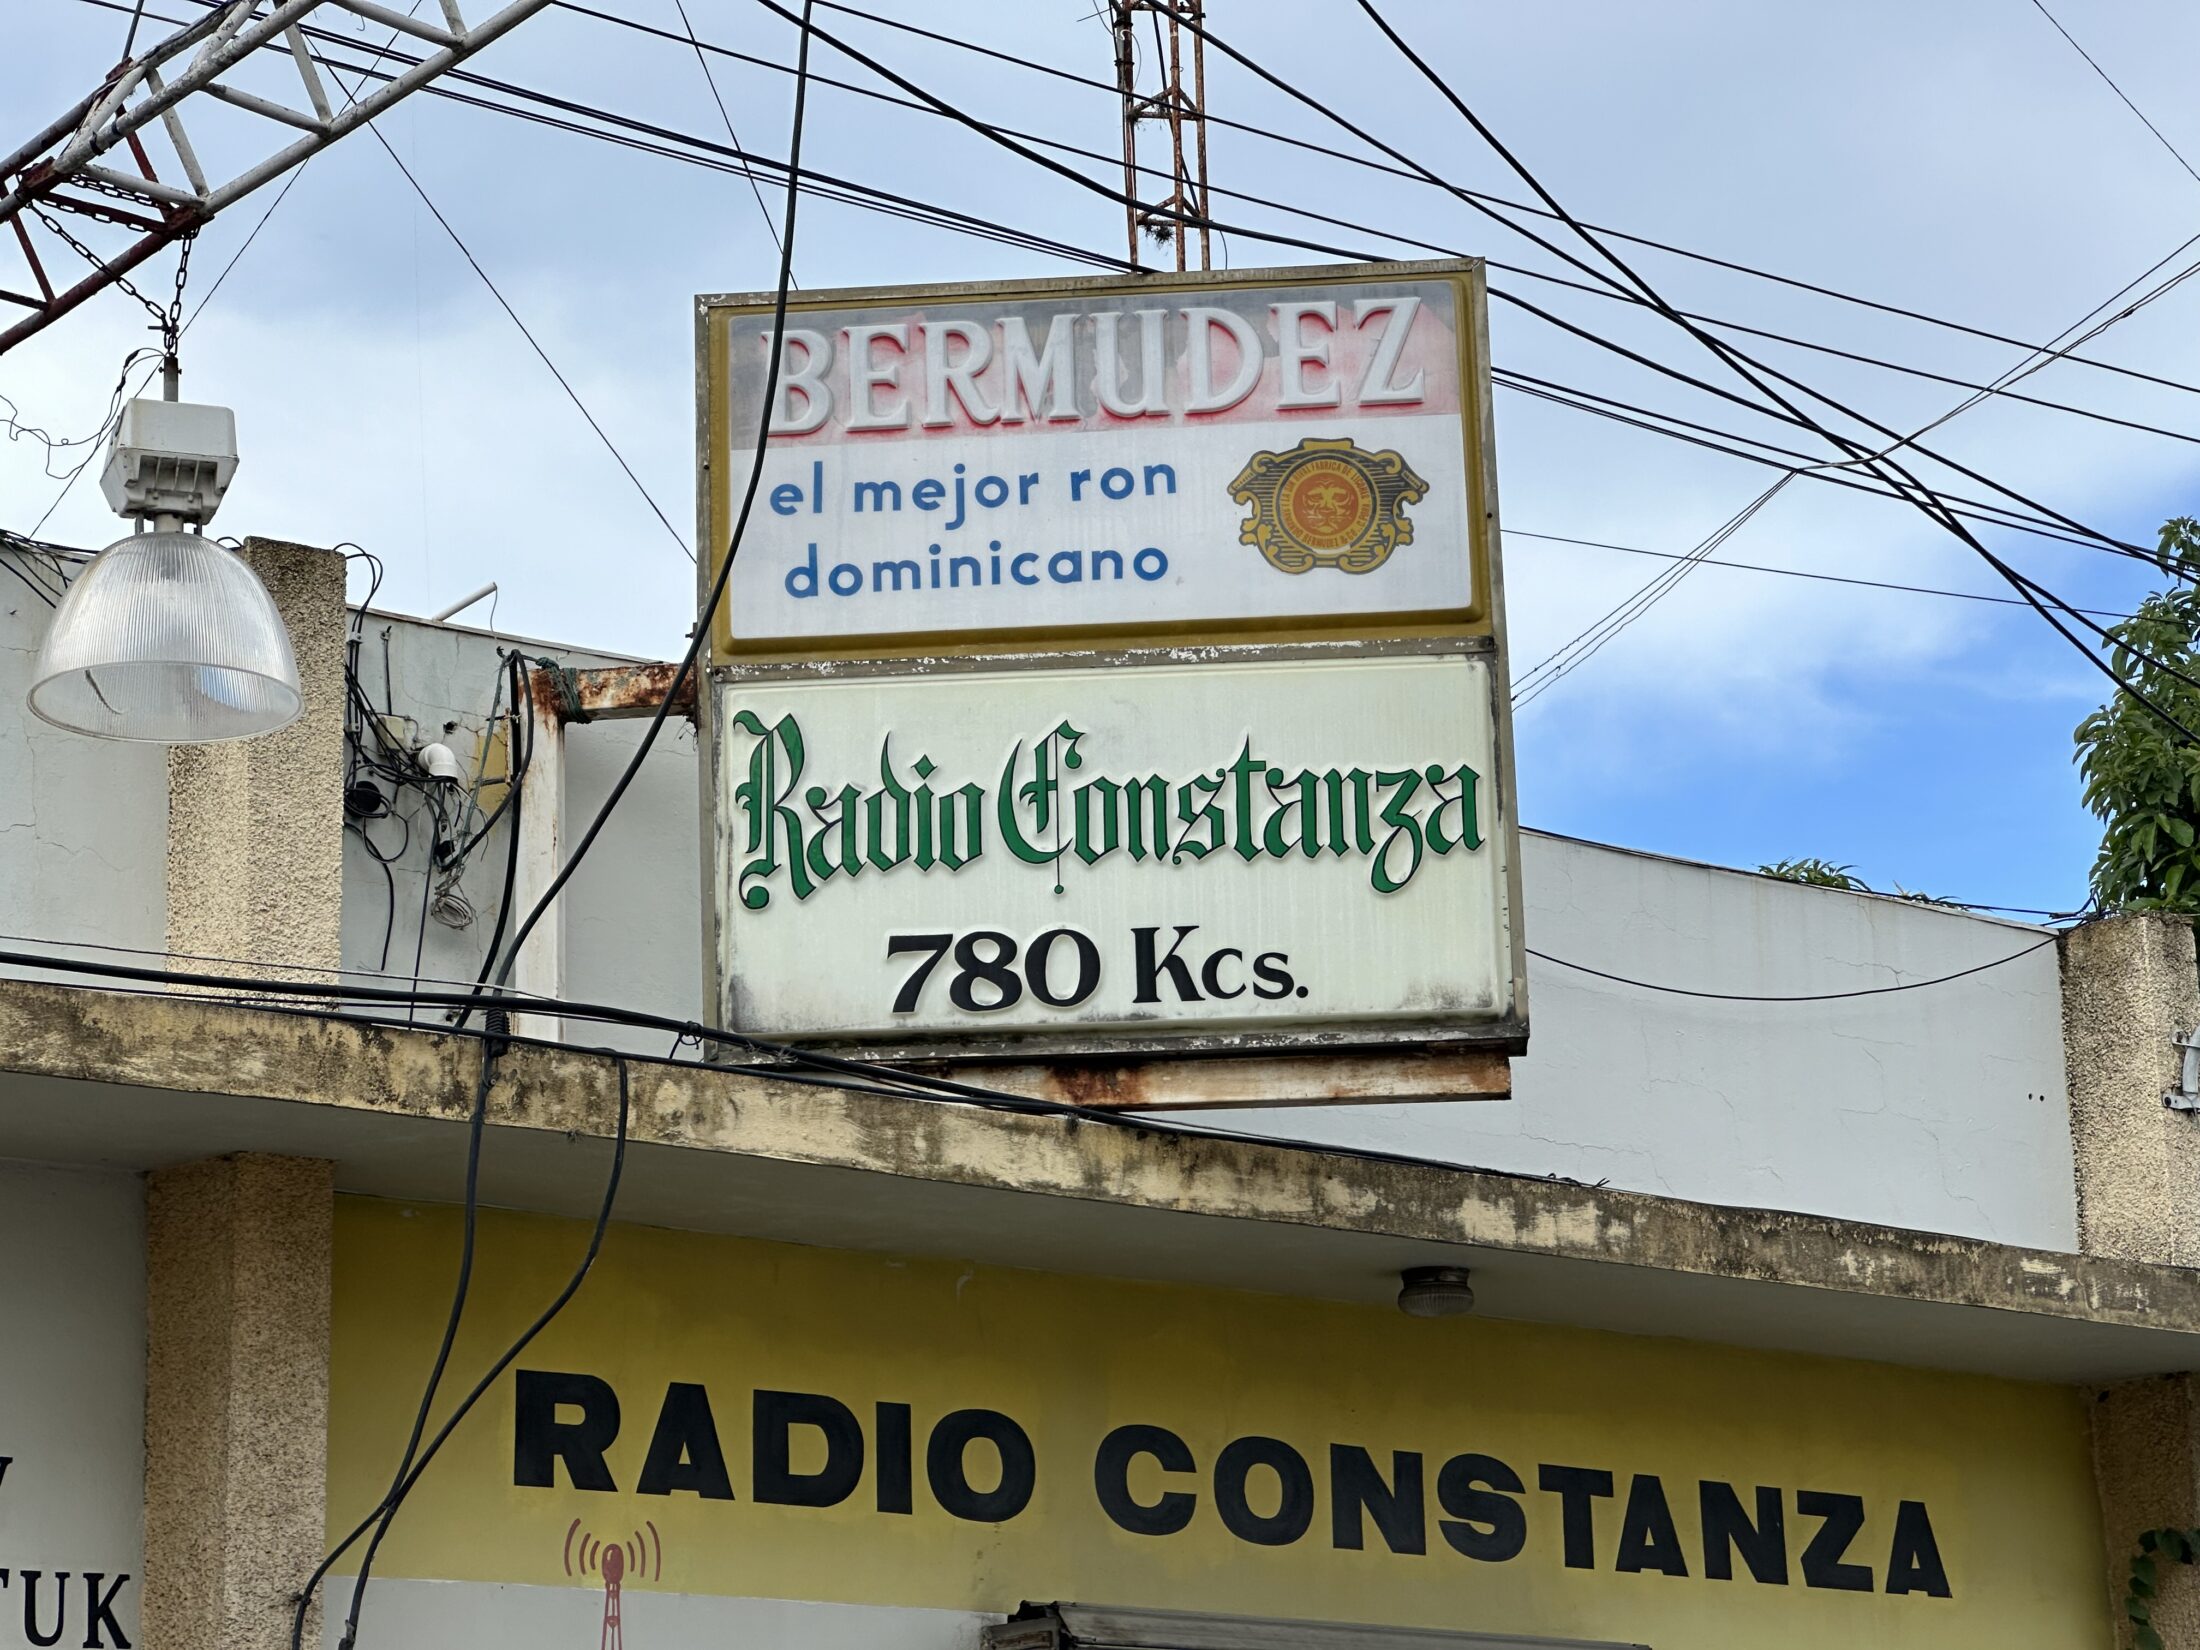 BERMUDEZ
el mejor ron
dominicano
Radio Constanza
780 Kcs.
RADIO CONSTANZA
TUK